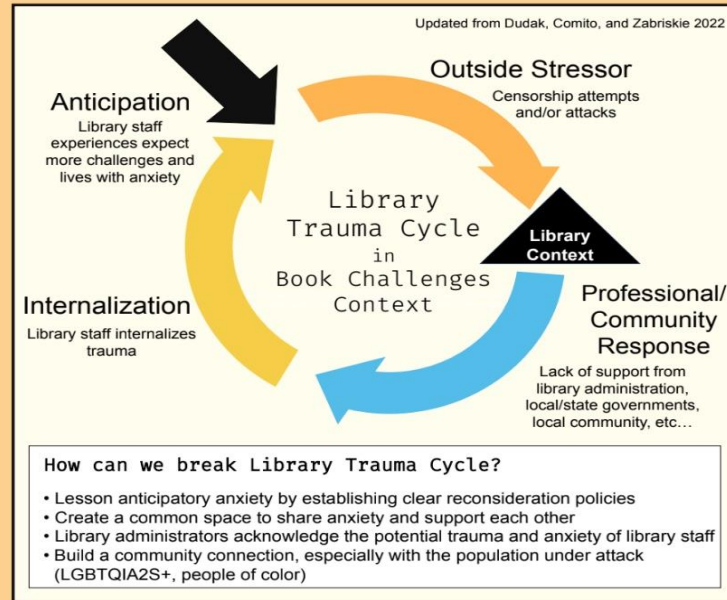 Updated from Dudak, Comito, and Zabriskie 2022
Outside Stressor
Censorship attempts
and/or attacks
Anticipation
Library staff
experiences expect
more challenges and
lives with anxiety
Library
Trauma Cycle
in
Book Challenges
Context
Library
Context
Professional/
Community
Response
Lack of support from
library administration,
local/state governments,
local community, etc...
Internalization
Library staff internalizes
trauma
How can we break Library Trauma Cycle?
• Lesson anticipatory anxiety by establishing clear reconsideration policies
• Create a common space to share anxiety and support each other
• Library administrators acknowledge the potential trauma and anxiety of library staff
• Build a community connection, especially with the population under attack
(LGBTQIA2S+, people of color)